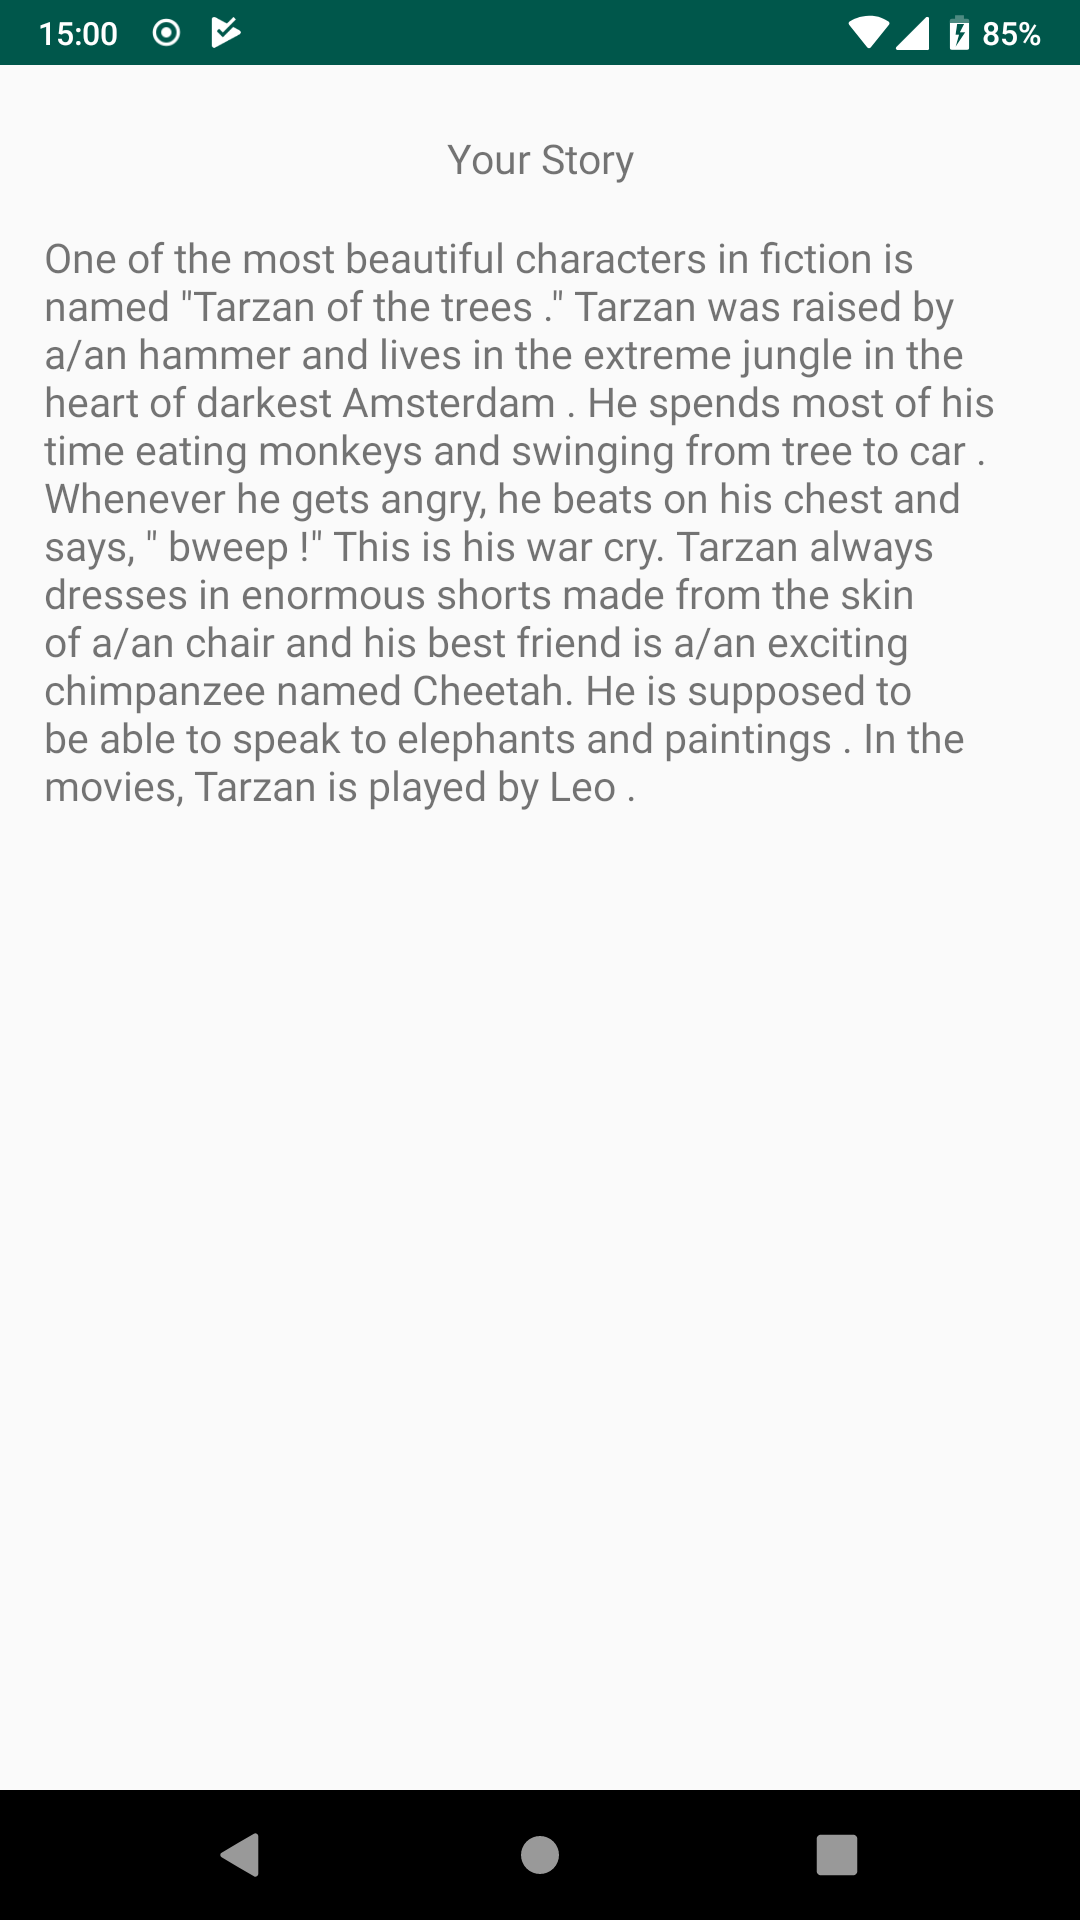 15:00
85%
Your Story
One of the most beautiful characters in fiction is
named "Tarzan of the trees ." Tarzan was raised by
a/an hammer and lives in the extreme jungle in the
heart of darkest Amsterdam . He spends most of his
time eating monkeys and swinging from tree to car .
Whenever he gets angry, he beats on his chest and
says, " bweep !" This is his war cry. Tarzan always
dresses in enormous shorts made from the skin
of a/an chair and his best friend is a/an exciting
chimpanzee named Cheetah. He is supposed to
be able to speak to elephants and paintings . In the
movies, Tarzan is played by Leo .